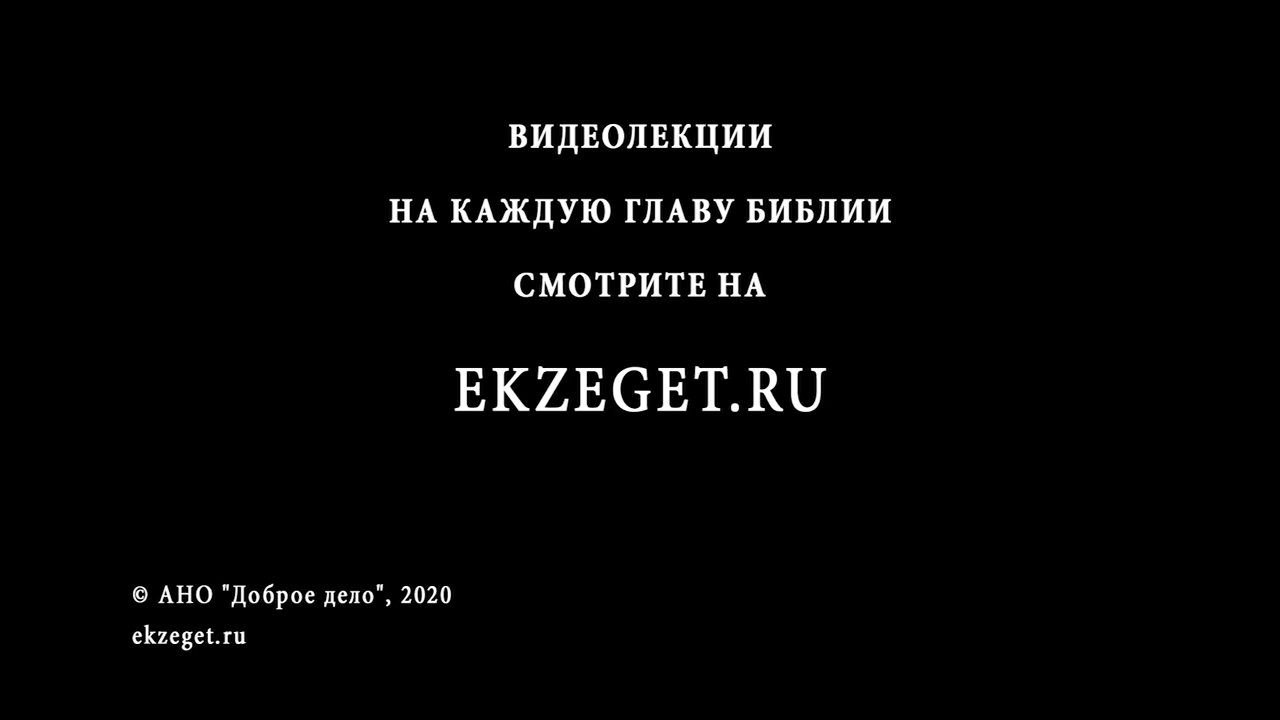 ВИДЕОЛЕКЦИИ
НА КАЖДУЮ ГЛАВУ БИБЛИИ
СМОТРИТЕ НА
EKZEGET.RU
© АНО "Доброе дело", 2020
ekzeget.ru